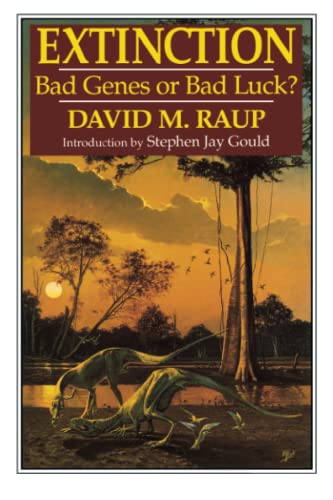 EXTINCTION
Bad Genes or Bad Luck?
DAVID M. RAUP
Introduction by Stephen Jay Gould